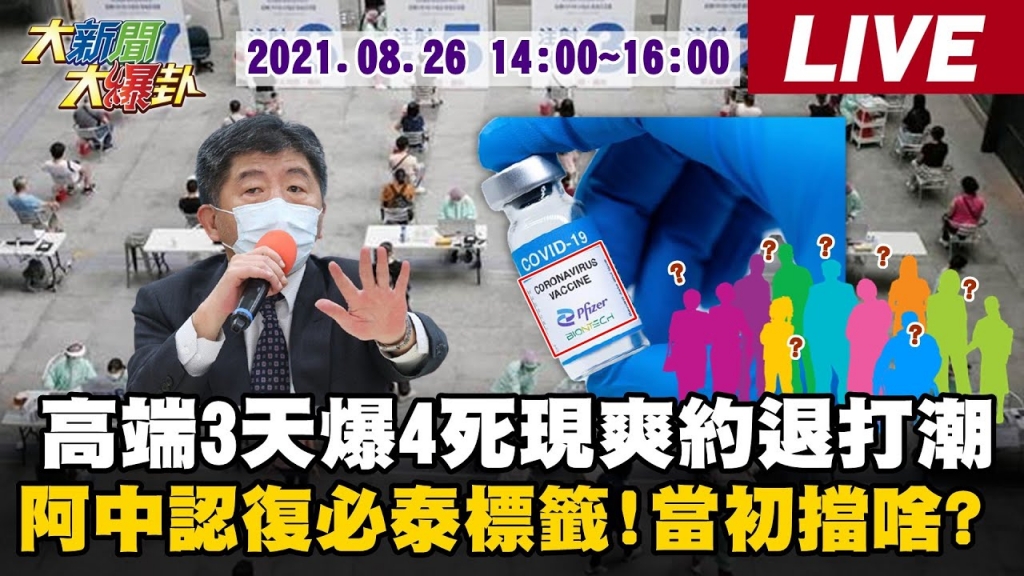 大新聞
大爆卦
2021.08.26 14:00~16:00
LIVE
COVID-19
CORONAVIRUS
VACCINE
Pfizer
BIONTECH
? ? ? ? ? ? ?
高端3天爆4死現爽約退打潮
阿中認復必泰標籤!當初擋啥?